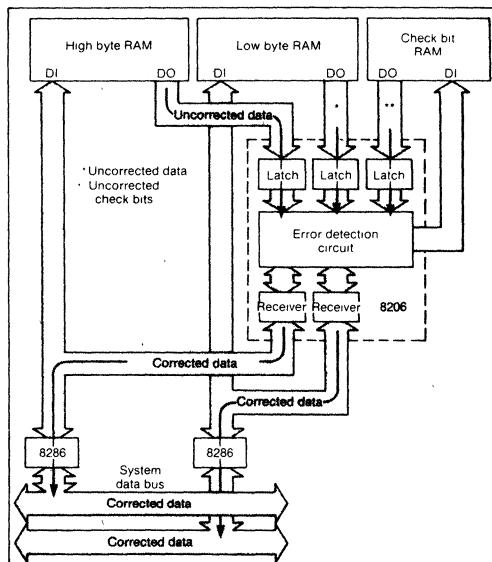 High byte RAM
DI
DO
Low byte RAM
DI
DO
Check bit
RAM
DO
DI
Uncorrected data
*
**
* Uncorrected data
· Uncorrected
check bits
Latch
Latch
Latch
Error detection
circuit
Receiver
Receiver
8206
Corrected data
Corrected data
8286
8286
System
data bus
Corrected data
Corrected data